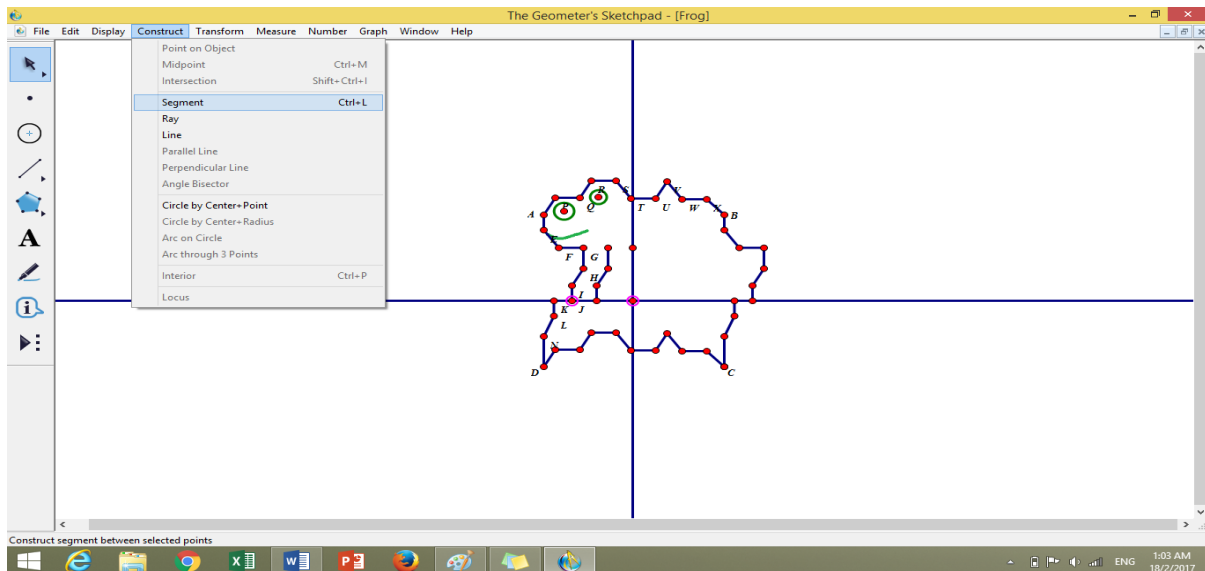 The Geometer's Sketchpad - [Frog]
File Edit Display Construct Transform Measure Number Graph Window Help
Point on Object
Midpoint Ctrl+M
Intersection Shift+Ctrl+I
Segment Ctrl+L
Ray
Line
Parallel Line
Perpendicular Line
Angle Bisector
Circle by Center+Point
Circle by Center+Radius
Arc on Circle
Arc through 3 Points
Interior Ctrl+P
Locus
A
R S V
A P Q T U W X B
E
F G
H
I
K J
L
N
D C
Construct segment between selected points
ENG 1:03 AM
18/2/2017